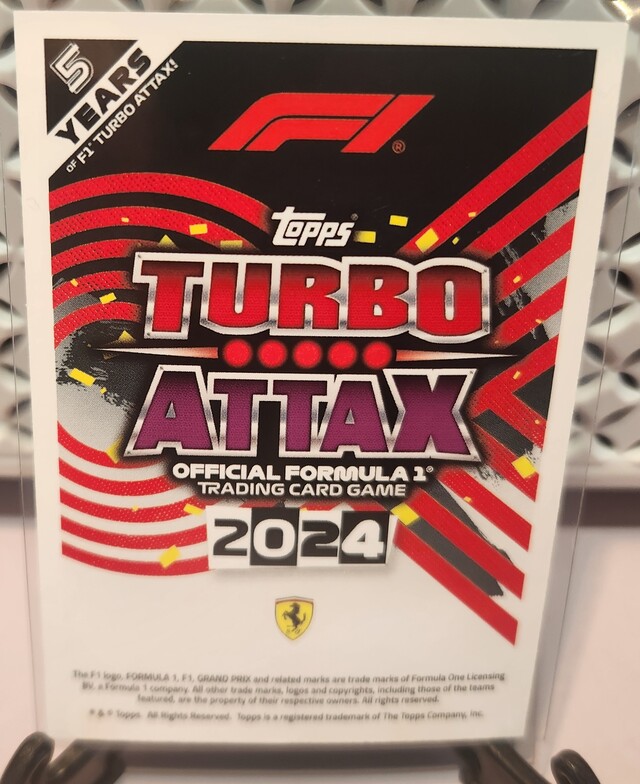 5
YEARS
OF F1® TURBO ATTAX!
F1®
Topps®
TURBO
ATTAX
OFFICIAL FORMULA 1®
TRADING CARD GAME
2024
The F1 logo, FORMULA 1, F1, GRAND PRIX and related marks are trade marks of Formula One Licensing
BV, a Formula 1 company. All other trade marks, logos and copyrights, including those of the teams
featured, are the property of their respective owners. All rights reserved.
® & © Topps. All Rights Reserved. Topps is a registered trademark of The Topps Company, Inc.